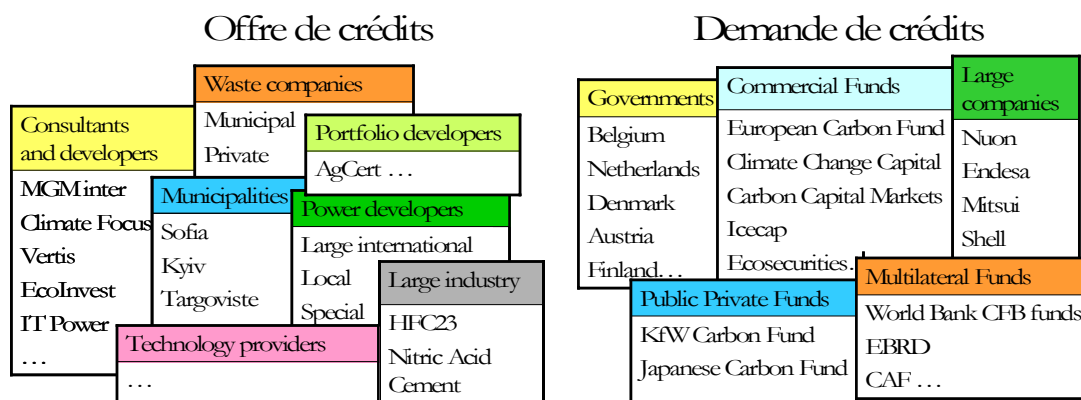 Offre de crédits
Waste companies
Municipal
Private
Consultants
and developers
MGM inter
Climate Focus
Vertis
EcoInvest
IT Power
…
Portfolio developers
AgCert …
Municipalities
Sofia
Kyiv
Targoviste
Power developers
Large international
Local
Special
Large industry
HFC23
Nitric Acid
Cement
Technology providers
…
Demande de crédits
Governments
Belgium
Netherlands
Denmark
Austria
Finland…
Commercial Funds
European Carbon Fund
Climate Change Capital
Carbon Capital Markets
Icecap
Ecosecurities…
Large
companies
Nuon
Endesa
Mitsui
Shell
Public Private Funds
KfW Carbon Fund
Japanese Carbon Fund
Multilateral Funds
World Bank CFB funds
EBRD
CAF …